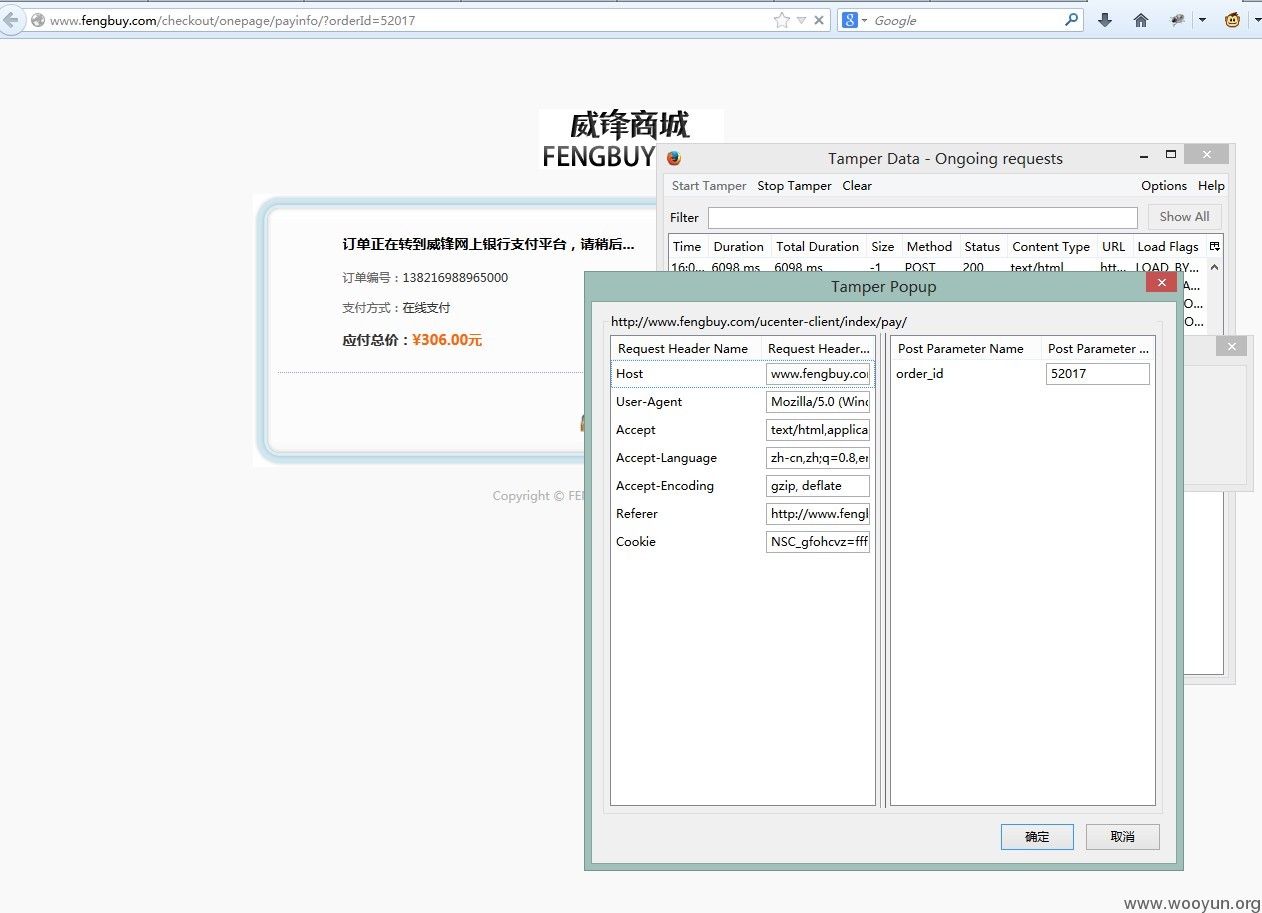 www.fengbuy.com/checkout/onepage/payinfo/?orderId=52017
Google
威锋商城
FENGBUY
订单正在转到威锋网上银行支付平台，请稍后...
订单编号：138216988965000
支付方式：在线支付
应付总价：¥306.00元
Copyright © FE
Tamper Data - Ongoing requests
Start Tamper Stop Tamper Clear Options Help
Filter Show All
Time Duration Total Duration Size Method Status Content Type URL Load Flags
16:0... 6098 ms 6098 ms -1 POST 200 text/html htt... LOAD_BY...
A...
O...
O...
Tamper Popup
http://www.fengbuy.com/ucenter-client/index/pay/
Request Header Name Request Header... Post Parameter Name Post Parameter ...
Host www.fengbuy.co order_id 52017
User-Agent Mozilla/5.0 (Wind
Accept text/html,applica
Accept-Language zh-cn,zh;q=0.8,e
Accept-Encoding gzip, deflate
Referer http://www.fengl
Cookie NSC_gfohcvz=fff
确定 取消
www.wooyun.org